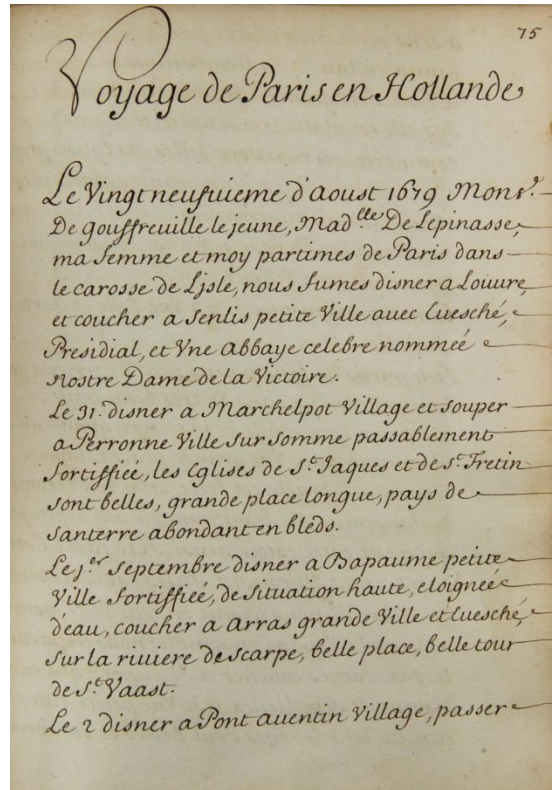 75
Voyage de Paris en Hollande
Le Vingt neufuieme d'Aoust 1679 Mons.r
De gouffreuille le jeune, Mad.lle De Lepinasse,
ma femme et moy partimes de Paris dans
le carosse de Lisle, nous fumes disner a Louure,
et coucher a Senlis petite Ville auec Euesché,
Presidial, et Vne Abbaye celebre nommeé
Nostre Dame de la Victoire.
Le 31. disner a Marchelpot Village et souper
a Perronne Ville sur somme passablement
fortiffieé, les Eglises de S.t Jaques et de S.t Fretin
sont belles, grande place longue, pays de
Santerre abondant en bleds.
Le 1.er Septembre disner a Bapaume petite
Ville fortiffieé, de situation haute, eloigneé
d'eau, coucher a Arras grande Ville et Euesché,
sur la riuiere de scarpe, belle place, belle tour
de S.t Vaast.
Le 2 disner a Pont auentin Village, passer